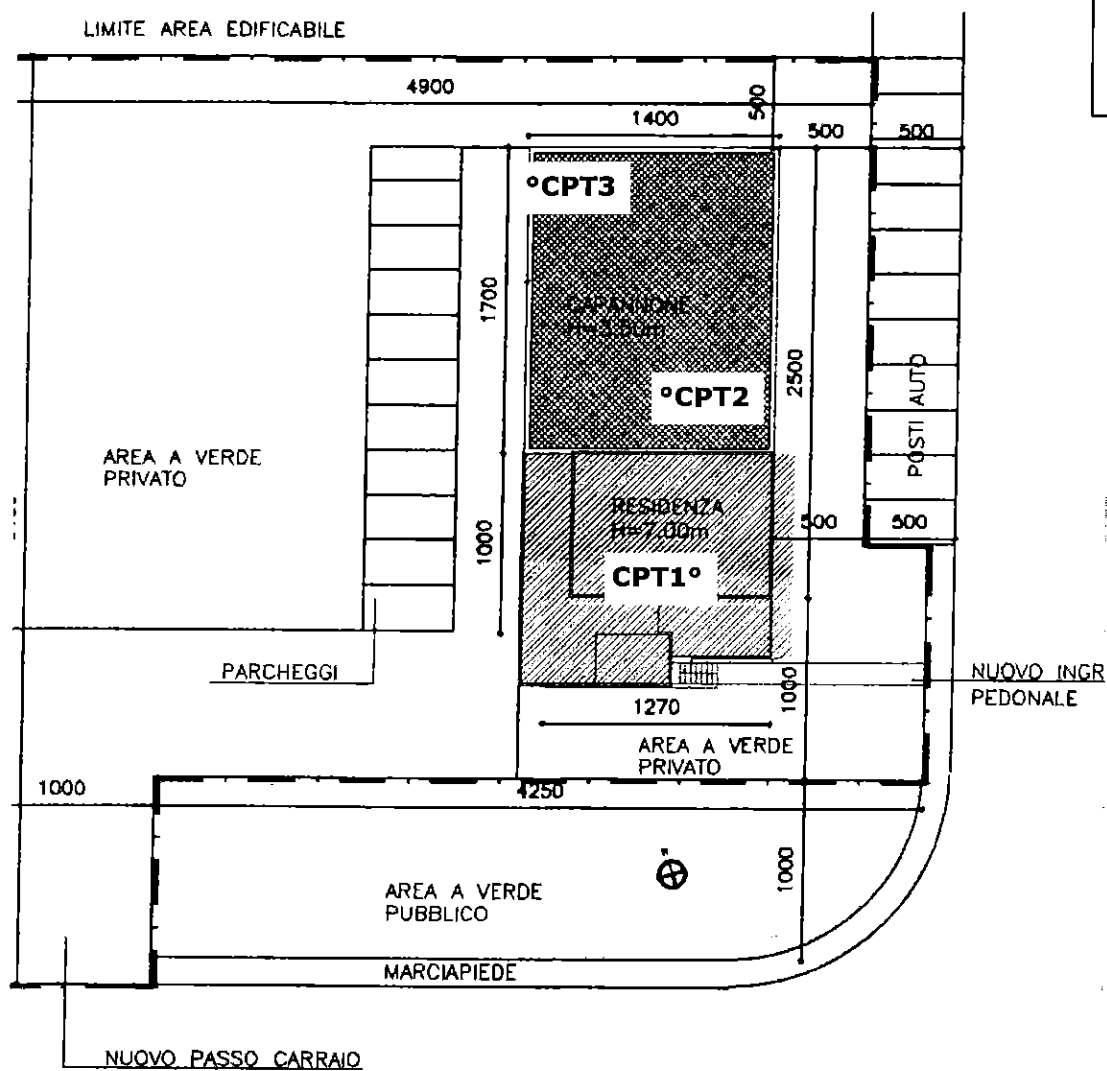 LIMITE AREA EDIFICABILE
4900
500
1400
500
500
°CPT3
1700
CAPANNONE
H=3.50m
2500
°CPT2
POSTI AUTO
AREA A VERDE
PRIVATO
RESIDENZA
H=7.00m
500
500
1000
CPT1°
PARCHEGGI
1000
NUOVO INGR
PEDONALE
1270
AREA A VERDE
PRIVATO
1000
4250
1000
AREA A VERDE
PUBBLICO
MARCIAPIEDE
NUOVO PASSO CARRAIO